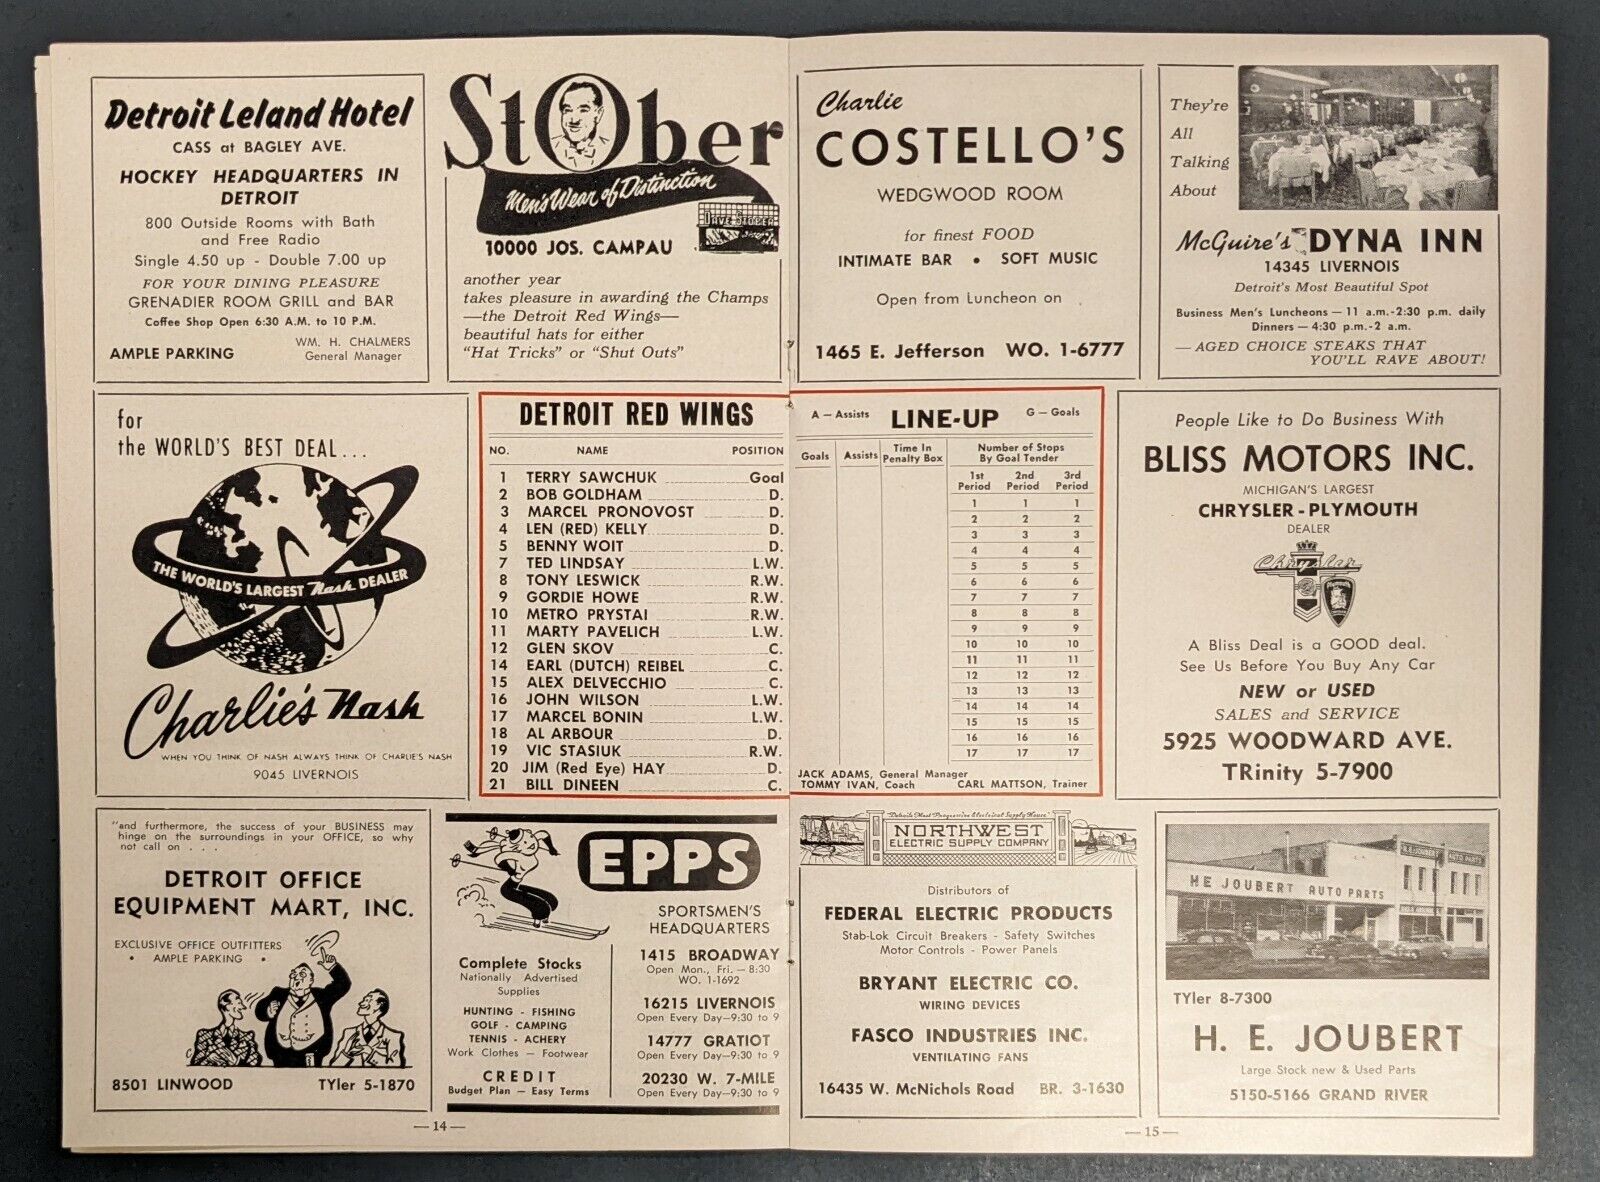 Detroit Leland Hotel
CASS at BAGLEY AVE.
HOCKEY HEADQUARTERS IN
DETROIT
800 Outside Rooms with Bath
and Free Radio
Single 4.50 up - Double 7.00 up
FOR YOUR DINING PLEASURE
GRENADIER ROOM GRILL and BAR
Coffee Shop Open 6:30 A.M. to 10 P.M.
AMPLE PARKING
WM. H. CHALMERS
General Manager
StOber
Men's Wear of Distinction
DAVE STOBER
10000 JOS. CAMPAU
another year
takes pleasure in awarding the Champs
—the Detroit Red Wings—
beautiful hats for either
"Hat Tricks" or "Shut Outs"
Charlie
COSTELLO'S
WEDGWOOD ROOM
for finest FOOD
INTIMATE BAR • SOFT MUSIC
Open from Luncheon on
1465 E. Jefferson WO. 1-6777
They're
All
Talking
About
McGuire's DYNA INN
14345 LIVERNOIS
Detroit's Most Beautiful Spot
Business Men's Luncheons — 11 a.m.-2:30 p.m. daily
Dinners — 4:30 p.m.-2 a.m.
— AGED CHOICE STEAKS THAT
YOU'LL RAVE ABOUT!
for
the WORLD'S BEST DEAL...
THE WORLD'S LARGEST Nash DEALER
Charlie's Nash
WHEN YOU THINK OF NASH ALWAYS THINK OF CHARLIE'S NASH
9045 LIVERNOIS
DETROIT RED WINGS
NO. NAME POSITION
1 TERRY SAWCHUK Goal
2 BOB GOLDHAM D.
3 MARCEL PRONOVOST D.
4 LEN (RED) KELLY D.
5 BENNY WOIT D.
7 TED LINDSAY L.W.
8 TONY LESWICK R.W.
9 GORDIE HOWE R.W.
10 METRO PRYSTAI R.W.
11 MARTY PAVELICH L.W.
12 GLEN SKOV C.
14 EARL (DUTCH) REIBEL C.
15 ALEX DELVECCHIO C.
16 JOHN WILSON L.W.
17 MARCEL BONIN L.W.
18 AL ARBOUR D.
19 VIC STASIUK R.W.
20 JIM (Red Eye) HAY D.
21 BILL DINEEN C.
A — Assists LINE-UP G — Goals
Goals Assists Time In Penalty Box Number of Stops By Goal Tender
1st Period 2nd Period 3rd Period
1 1 1
2 2 2
3 3 3
4 4 4
5 5 5
6 6 6
7 7 7
8 8 8
9 9 9
10 10 10
11 11 11
12 12 12
13 13 13
14 14 14
15 15 15
16 16 16
17 17 17
JACK ADAMS, General Manager
TOMMY IVAN, Coach CARL MATTSON, Trainer
People Like to Do Business With
BLISS MOTORS INC.
MICHIGAN'S LARGEST
CHRYSLER - PLYMOUTH
DEALER
Chrysler
Plymouth
A Bliss Deal is a GOOD deal.
See Us Before You Buy Any Car
NEW or USED
SALES and SERVICE
5925 WOODWARD AVE.
TRinity 5-7900
"and furthermore, the success of your BUSINESS may
hinge on the surroundings in your OFFICE, so why
not call on . . .
DETROIT OFFICE
EQUIPMENT MART, INC.
EXCLUSIVE OFFICE OUTFITTERS
• AMPLE PARKING •
8501 LINWOOD TYler 5-1870
EPPS
SPORTSMEN'S
HEADQUARTERS
Complete Stocks
Nationally Advertised
Supplies
HUNTING - FISHING
GOLF - CAMPING
TENNIS - ACHERY
Work Clothes — Footwear
CREDIT
Budget Plan — Easy Terms
1415 BROADWAY
Open Mon., Fri. — 8:30
WO. 1-1692
16215 LIVERNOIS
Open Every Day—9:30 to 9
14777 GRATIOT
Open Every Day—9:30 to 9
20230 W. 7-MILE
Open Every Day—9:30 to 9
"Detroit's Most Progressive Electrical Supply House"
NORTHWEST
ELECTRIC SUPPLY COMPANY
Distributors of
FEDERAL ELECTRIC PRODUCTS
Stab-Lok Circuit Breakers - Safety Switches
Motor Controls - Power Panels
BRYANT ELECTRIC CO.
WIRING DEVICES
FASCO INDUSTRIES INC.
VENTILATING FANS
16435 W. McNichols Road BR. 3-1630
HE JOUBERT AUTO PARTS
H.E. JOUBERT AUTO PARTS
TYler 8-7300
H. E. JOUBERT
Large Stock new & Used Parts
5150-5166 GRAND RIVER
— 14 —
— 15 —